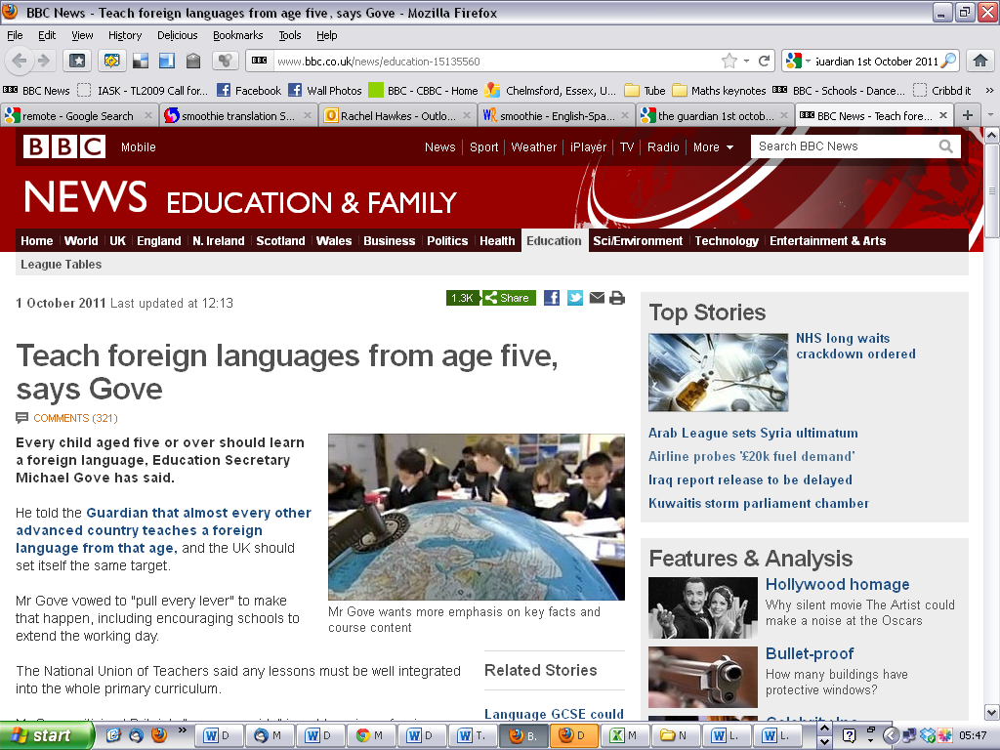 BBC News - Teach foreign languages from age five, says Gove - Mozilla Firefox
File Edit View History Delicious Bookmarks Tools Help
BBC www.bbc.co.uk/news/education-15135560 guardian 1st October 2011
BBC BBC News IASK - TL2009 Call for... Facebook Wall Photos BBC - CBBC - Home Chelmsford, Essex, U... Tube Maths keynotes BBC BBC - Schools - Dance... Cribbd it »
remote - Google Search smoothie translation S... Rachel Hawkes - Outlo... smoothie - English-Spa... the guardian 1st octob... BBC BBC News - Teach fore...
BBC Mobile News Sport Weather iPlayer TV Radio More Search BBC News
NEWS EDUCATION & FAMILY
Home World UK England N. Ireland Scotland Wales Business Politics Health Education Sci/Environment Technology Entertainment & Arts
League Tables
1 October 2011 Last updated at 12:13
1.3K Share
Teach foreign languages from age five,
says Gove
COMMENTS (321)
Every child aged five or over should learn
a foreign language, Education Secretary
Michael Gove has said.
He told the Guardian that almost every other
advanced country teaches a foreign
language from that age, and the UK should
set itself the same target.
Mr Gove vowed to "pull every lever" to make
that happen, including encouraging schools to
extend the working day.
Mr Gove wants more emphasis on key facts and
course content
The National Union of Teachers said any lessons must be well integrated
into the whole primary curriculum.
Related Stories
Language GCSE could
Top Stories
NHS long waits
crackdown ordered
Arab League sets Syria ultimatum
Airline probes '£20k fuel demand'
Iraq report release to be delayed
Kuwaitis storm parliament chamber
Features & Analysis
Hollywood homage
Why silent movie The Artist could
make a noise at the Oscars
Bullet-proof
How many buildings have
protective windows?
start » D M D M D T. B. D M N L. L. 05:47